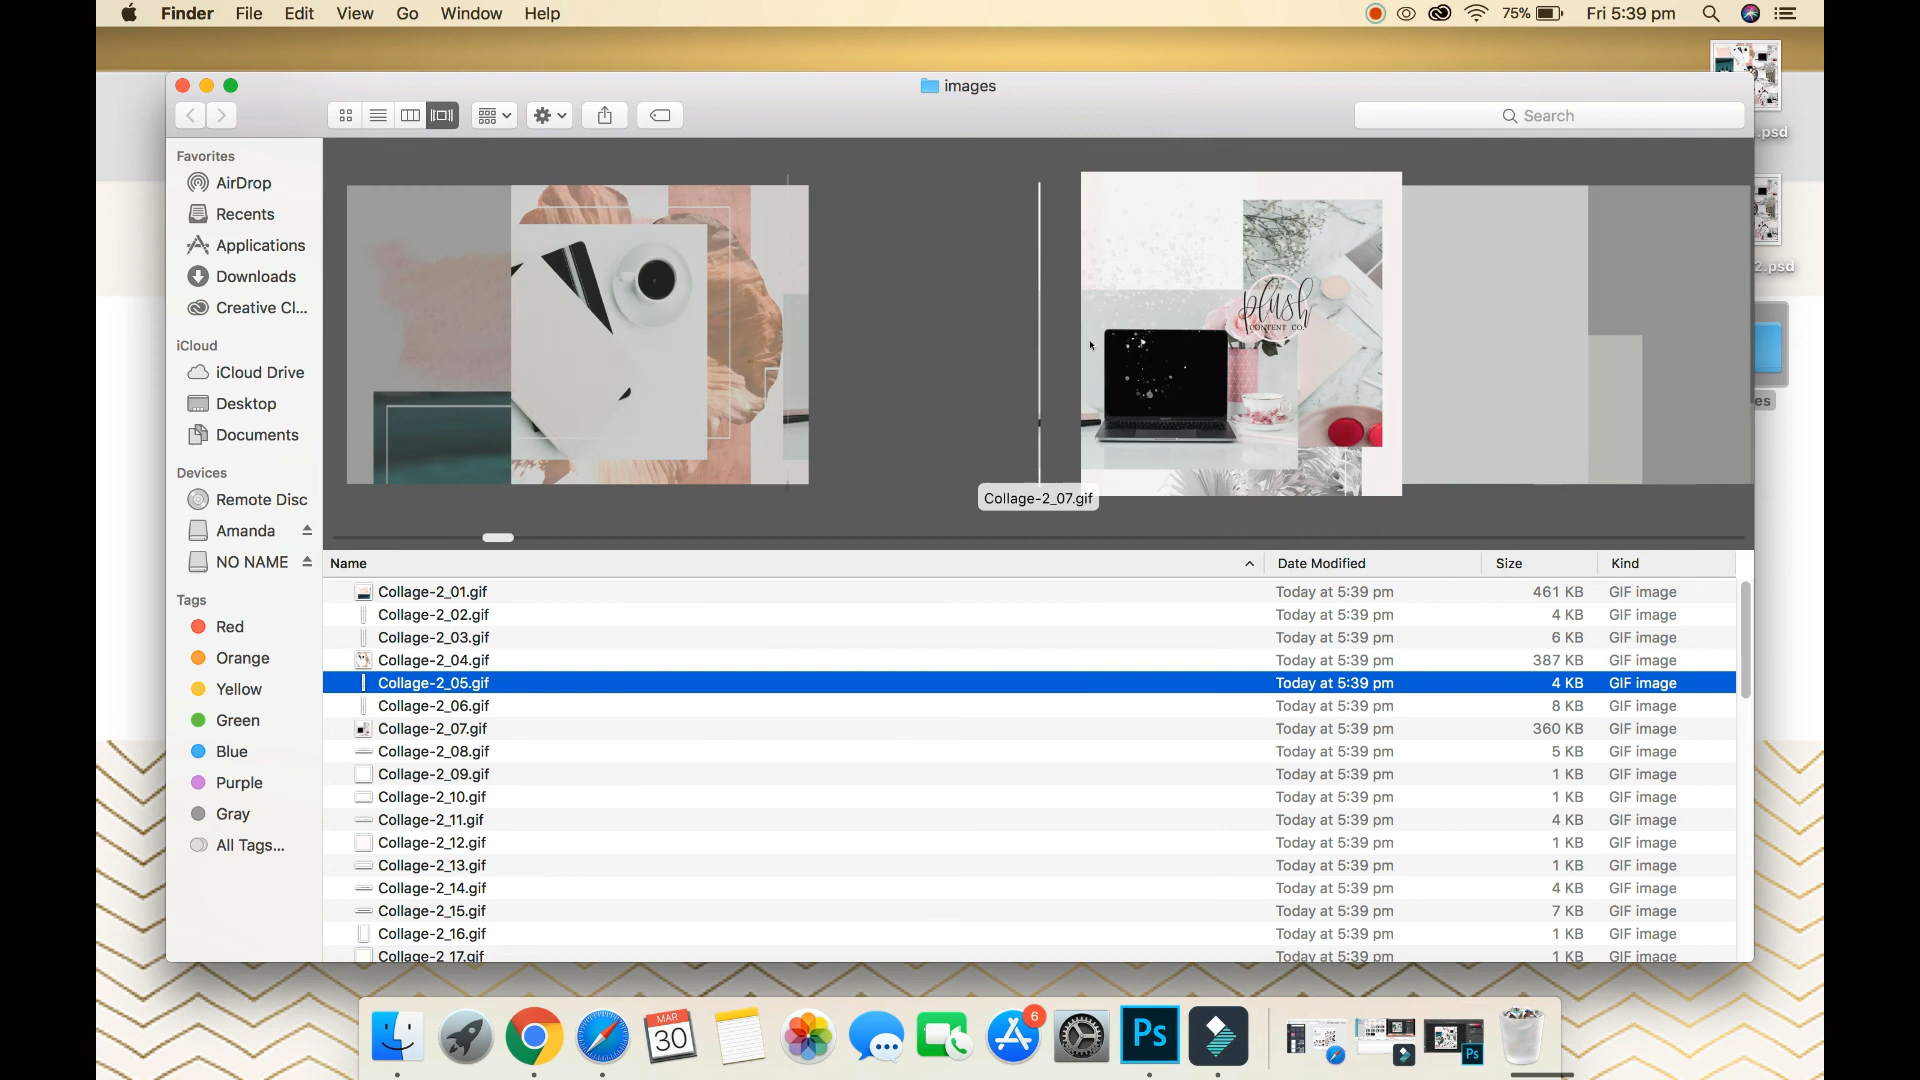 Finder File Edit View Go Window Help 75% Fri 5:39 pm
images
Search
.psd
2.psd
es
Favorites
AirDrop
Recents
Applications
Downloads
Creative Cl...
iCloud
iCloud Drive
Desktop
Documents
Devices
Remote Disc
Amanda
NO NAME
Tags
Red
Orange
Yellow
Green
Blue
Purple
Gray
All Tags...
plush
CONTENT CO.
Collage-2_07.gif
Name Date Modified Size Kind
Collage-2_01.gif Today at 5:39 pm 461 KB GIF image
Collage-2_02.gif Today at 5:39 pm 4 KB GIF image
Collage-2_03.gif Today at 5:39 pm 6 KB GIF image
Collage-2_04.gif Today at 5:39 pm 387 KB GIF image
Collage-2_05.gif Today at 5:39 pm 4 KB GIF image
Collage-2_06.gif Today at 5:39 pm 8 KB GIF image
Collage-2_07.gif Today at 5:39 pm 360 KB GIF image
Collage-2_08.gif Today at 5:39 pm 5 KB GIF image
Collage-2_09.gif Today at 5:39 pm 1 KB GIF image
Collage-2_10.gif Today at 5:39 pm 1 KB GIF image
Collage-2_11.gif Today at 5:39 pm 4 KB GIF image
Collage-2_12.gif Today at 5:39 pm 1 KB GIF image
Collage-2_13.gif Today at 5:39 pm 1 KB GIF image
Collage-2_14.gif Today at 5:39 pm 4 KB GIF image
Collage-2_15.gif Today at 5:39 pm 7 KB GIF image
Collage-2_16.gif Today at 5:39 pm 1 KB GIF image
Collage-2_17.gif Today at 5:39 pm 1 KB GIF image
MAR
30
6
Ps
Ps